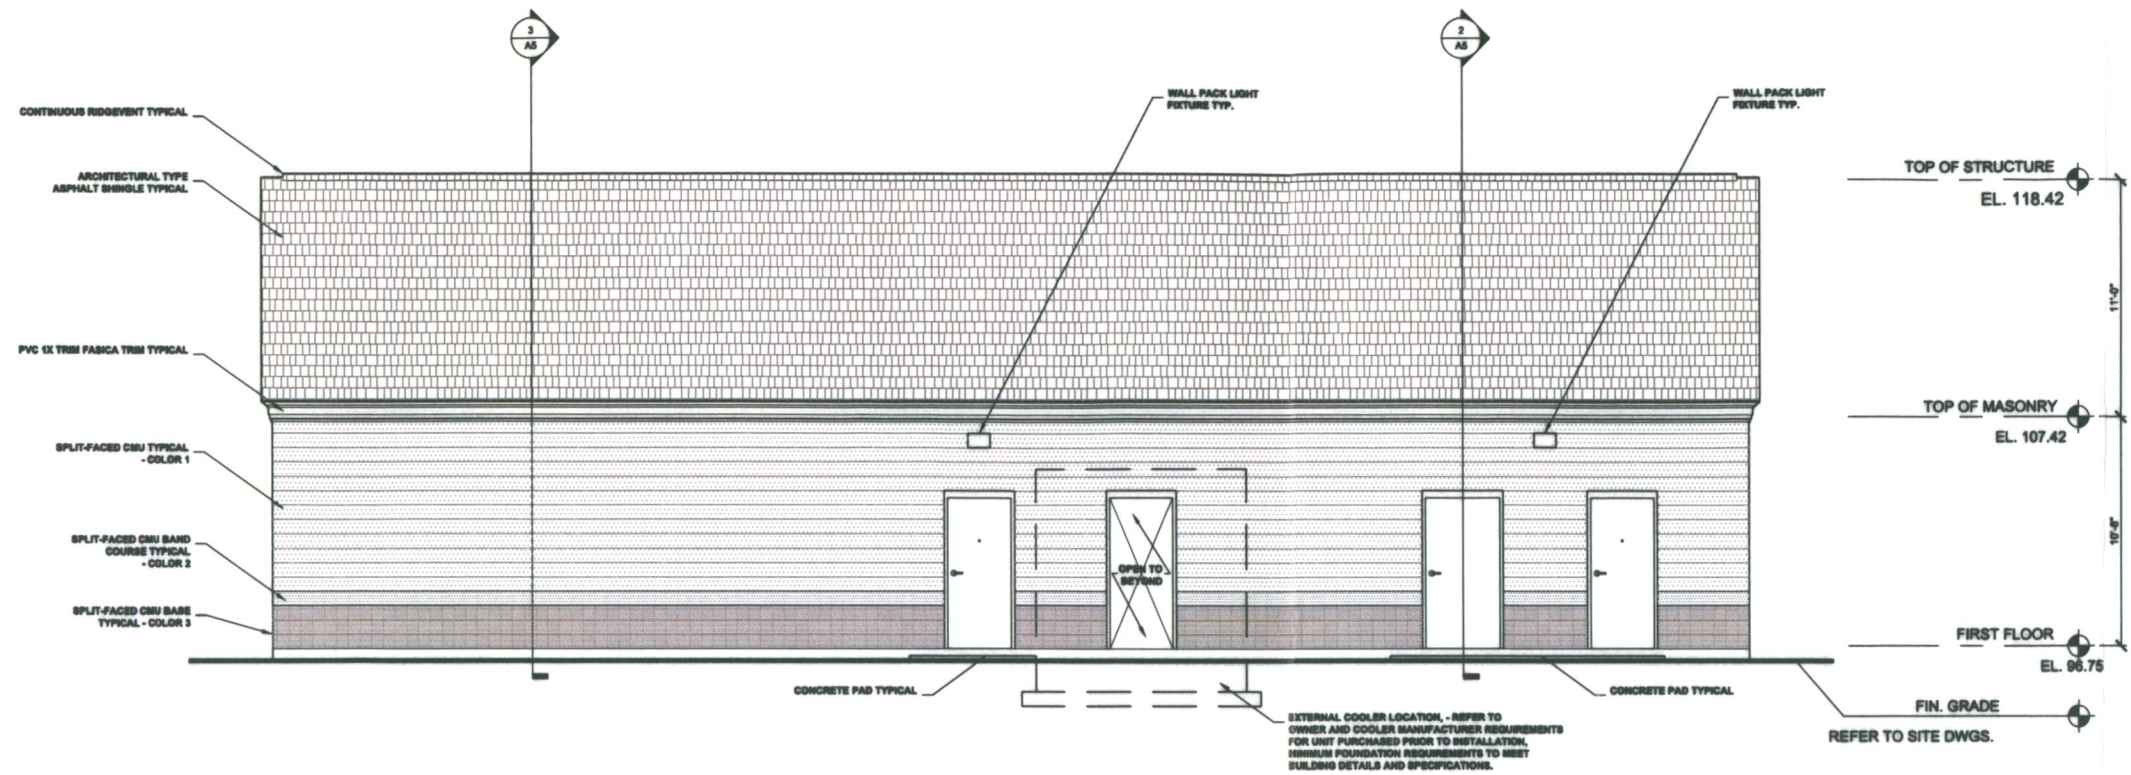 3
A5
2
A5
CONTINUOUS RIDGEVENT TYPICAL
WALL PACK LIGHT
FIXTURE TYP.
WALL PACK LIGHT
FIXTURE TYP.
ARCHITECTURAL TYPE
ASPHALT SHINGLE TYPICAL
TOP OF STRUCTURE
EL. 118.42
11'-0"
PVC 1X TRIM FASICA TRIM TYPICAL
TOP OF MASONRY
EL. 107.42
SPLIT-FACED CMU TYPICAL
- COLOR 1
SPLIT-FACED CMU BAND
COURSE TYPICAL
- COLOR 2
10'-8"
OPEN TO
BEYOND
SPLIT-FACED CMU BASE
TYPICAL - COLOR 3
FIRST FLOOR
EL. 96.75
CONCRETE PAD TYPICAL
CONCRETE PAD TYPICAL
EXTERNAL COOLER LOCATION, - REFER TO
OWNER AND COOLER MANUFACTURER REQUIREMENTS
FOR UNIT PURCHASED PRIOR TO INSTALLATION,
MINIMUM FOUNDATION REQUIREMENTS TO MEET
BUILDING DETAILS AND SPECIFICATIONS.
FIN. GRADE
REFER TO SITE DWGS.